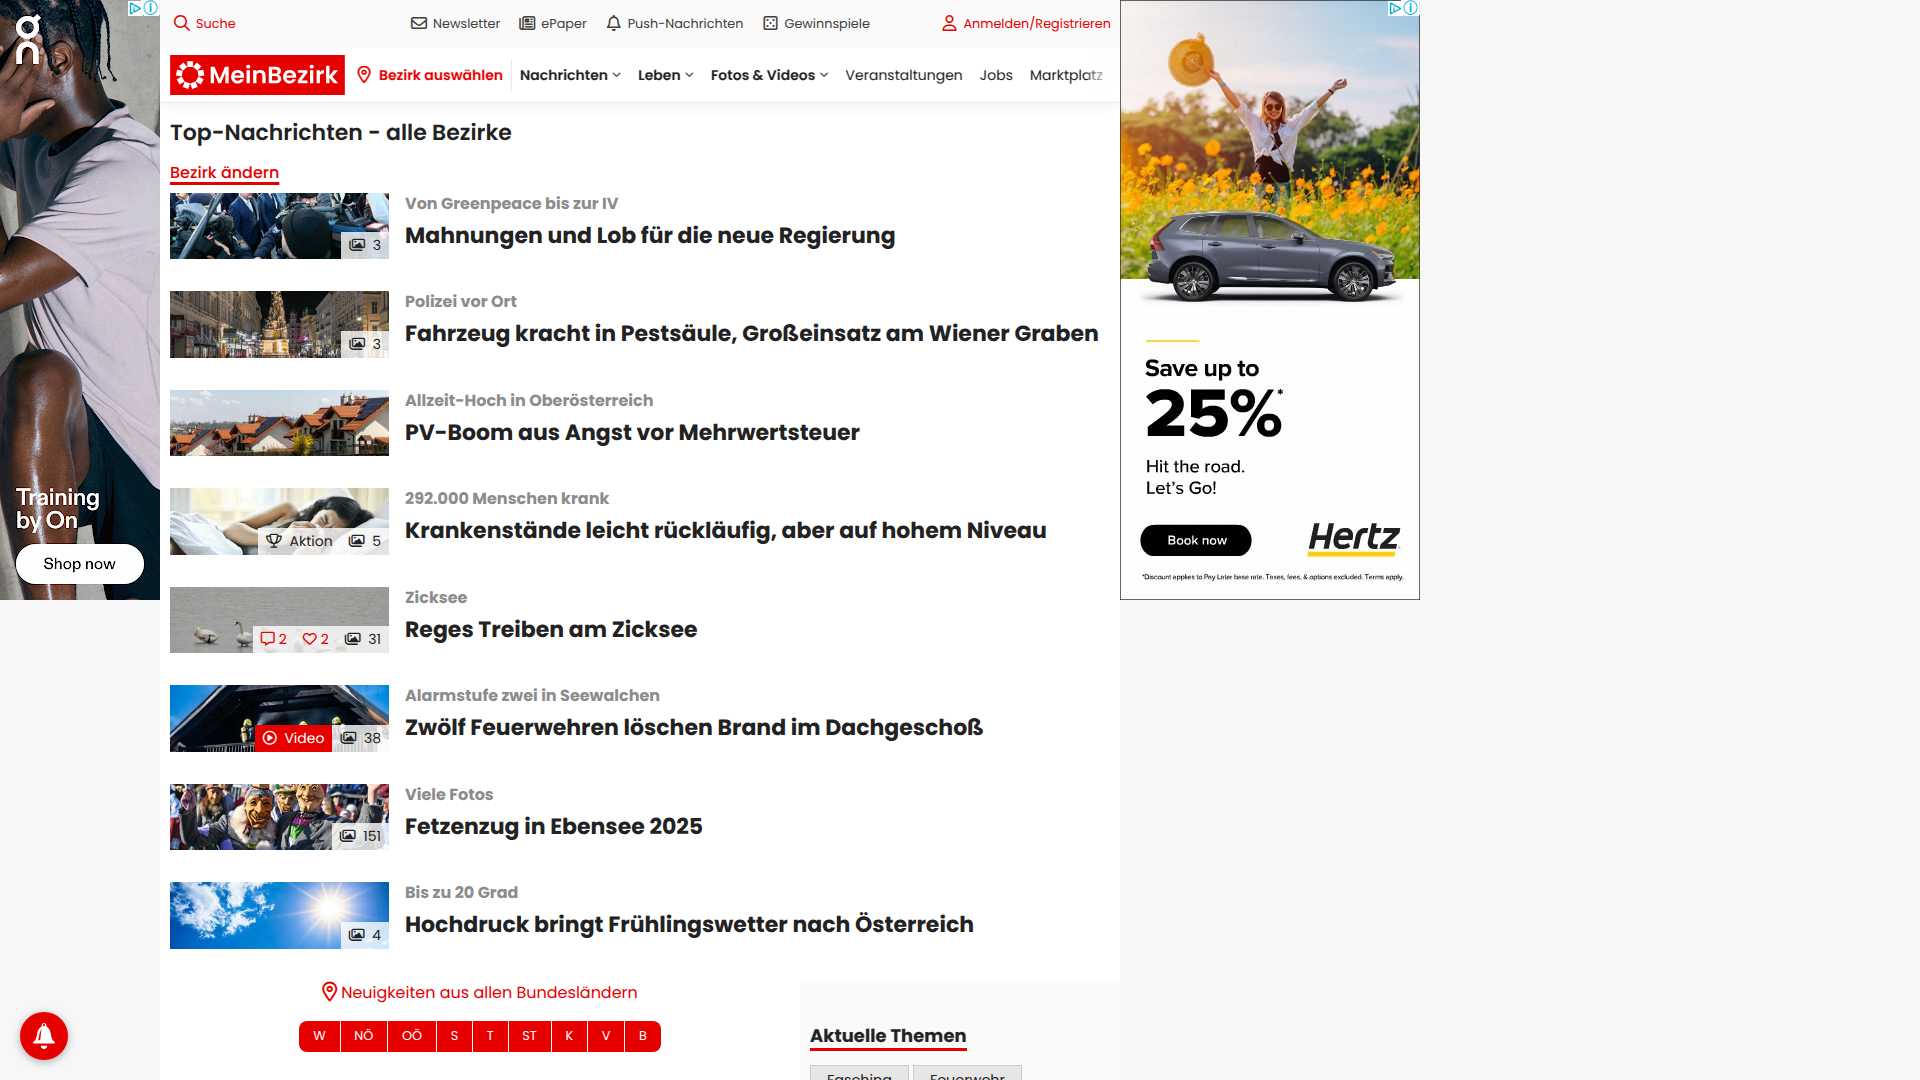 Suche
Newsletter
ePaper
Push-Nachrichten
Gewinnspiele
Anmelden/Registrieren
MeinBezirk
Bezirk auswählen
Nachrichten
Leben
Fotos & Videos
Veranstaltungen
Jobs
Marktplatz
Top-Nachrichten - alle Bezirke
Bezirk ändern
3
Von Greenpeace bis zur IV
Mahnungen und Lob für die neue Regierung
3
Polizei vor Ort
Fahrzeug kracht in Pestsäule, Großeinsatz am Wiener Graben
Allzeit-Hoch in Oberösterreich
PV-Boom aus Angst vor Mehrwertsteuer
Aktion 5
292.000 Menschen krank
Krankenstände leicht rückläufig, aber auf hohem Niveau
2 2 31
Zicksee
Reges Treiben am Zicksee
Video 38
Alarmstufe zwei in Seewalchen
Zwölf Feuerwehren löschen Brand im Dachgeschoß
151
Viele Fotos
Fetzenzug in Ebensee 2025
4
Bis zu 20 Grad
Hochdruck bringt Frühlingswetter nach Österreich
Neuigkeiten aus allen Bundesländern
W NÖ OÖ S T ST K V B
Aktuelle Themen
Fasching
Feuerwehr
Training
by On
Shop now
Save up to
25%*
Hit the road.
Let's Go!
Book now
Hertz
*Discount applies to Pay Later base rate. Taxes, fees, & options excluded. Terms apply.